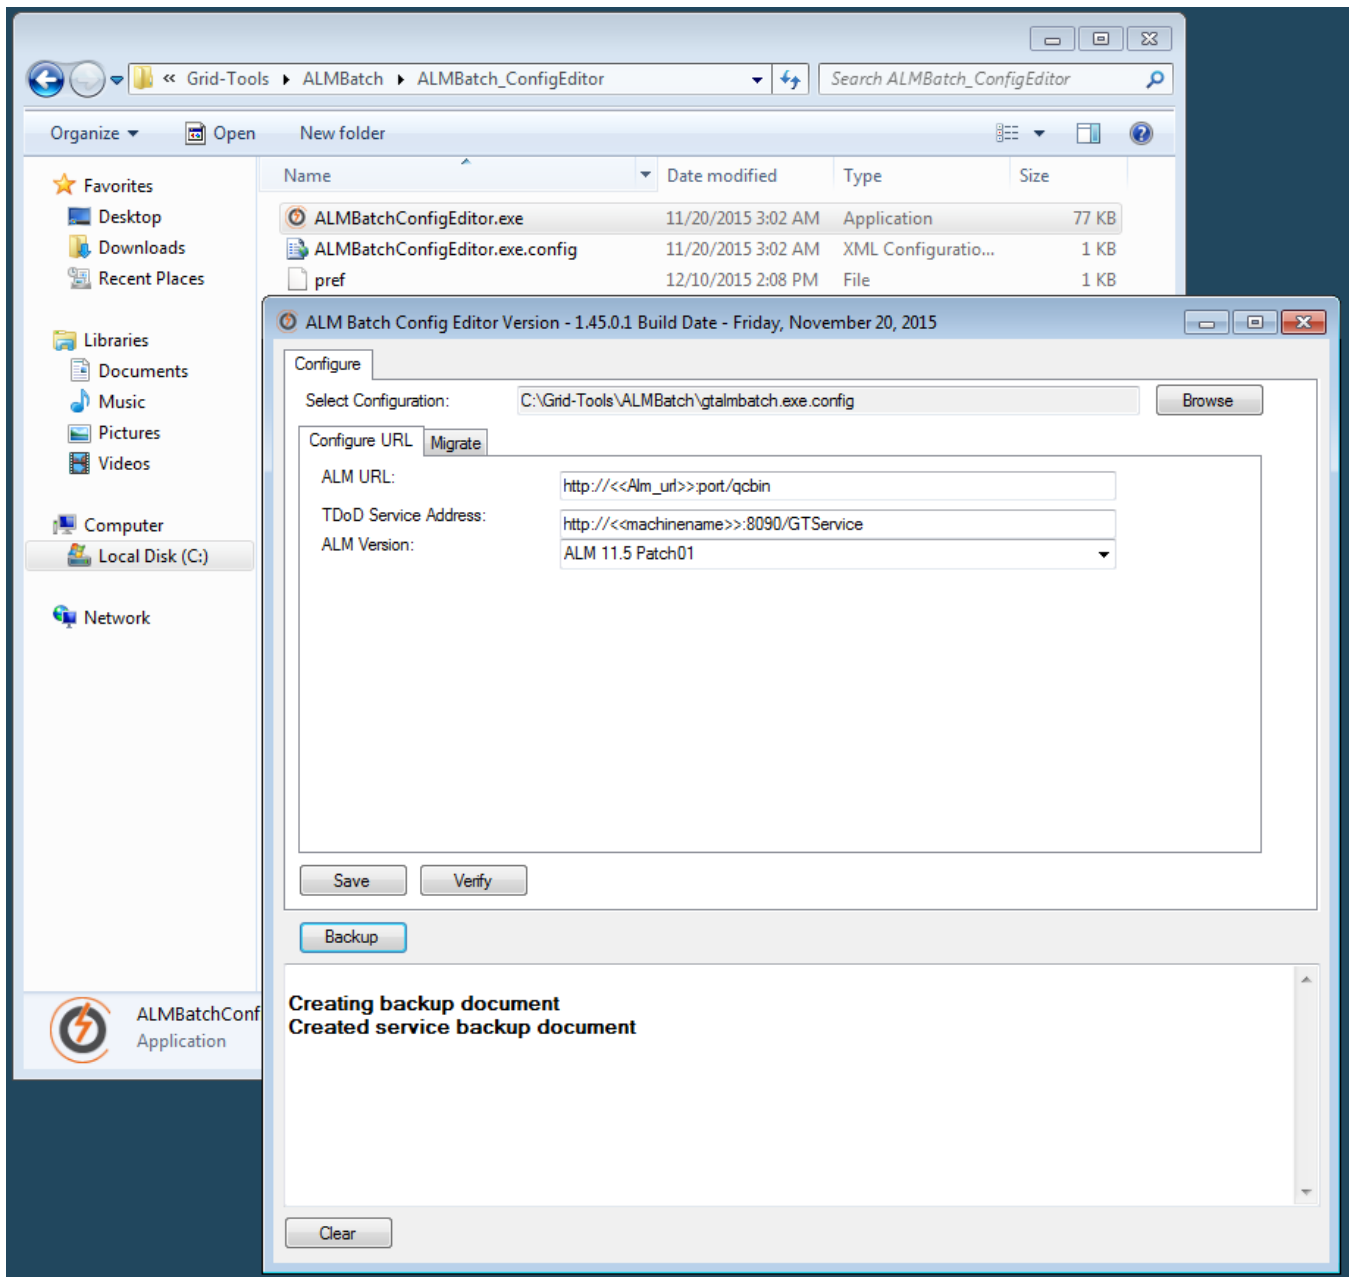 « Grid-Tools ▸ ALMBatch ▸ ALMBatch_ConfigEditor
Search ALMBatch_ConfigEditor
Organize
Open
New folder
Name
Date modified
Type
Size
Favorites
Desktop
Downloads
Recent Places
Libraries
Documents
Music
Pictures
Videos
Computer
Local Disk (C:)
Network
ALMBatchConfigEditor.exe 11/20/2015 3:02 AM Application 77 KB
ALMBatchConfigEditor.exe.config 11/20/2015 3:02 AM XML Configuratio... 1 KB
pref 12/10/2015 2:08 PM File 1 KB
ALMBatchConf
Application
ALM Batch Config Editor Version - 1.45.0.1 Build Date - Friday, November 20, 2015
Configure
Select Configuration: C:\Grid-Tools\ALMBatch\gtalmbatch.exe.config Browse
Configure URL Migrate
ALM URL: http://<<Alm_url>>:port/qcbin
TDoD Service Address: http://<<machinename>>:8090/GTService
ALM Version: ALM 11.5 Patch01
Save Verify
Backup
Creating backup document
Created service backup document
Clear